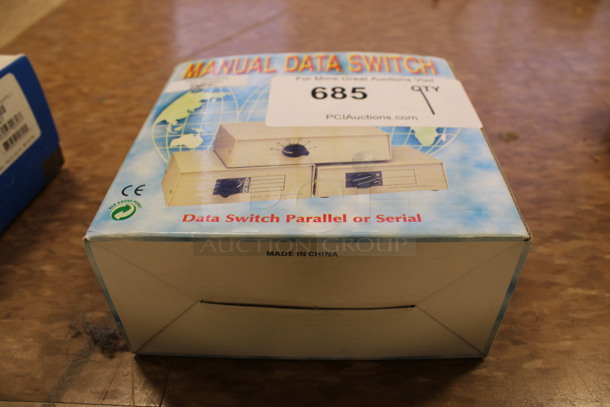 MANUAL DATA SWITCH
For More Great Auctions Visit
685
QTY
1
PCIAuctions.com
CE
Data Switch Parallel or Serial
PCI
AUCTION GROUP
MADE IN CHINA